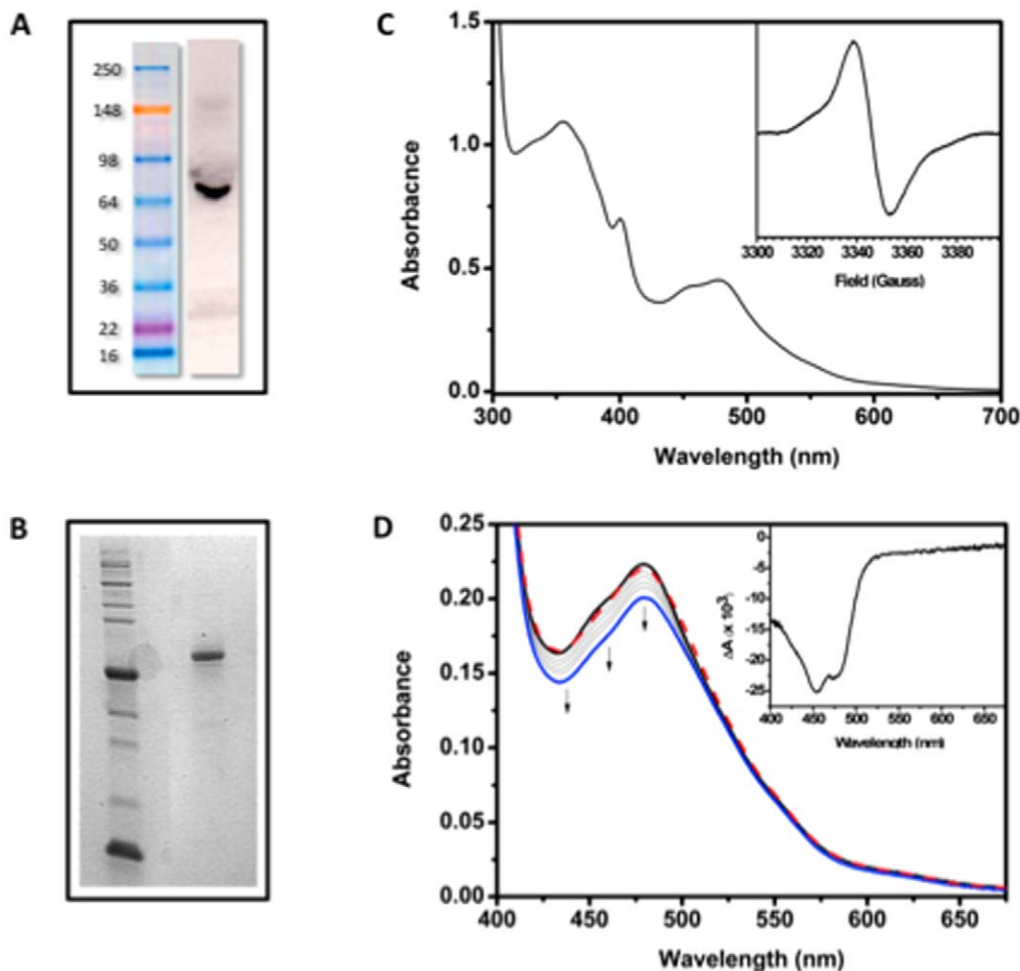 A
250
148
98
64
50
36
22
16
B
C
Absorbacnce
1.5
1.0
0.5
0.0
300 400 500 600 700
Wavelength (nm)
3300 3320 3340 3360 3380
Field (Gauss)
D
Absorbance
0.25
0.20
0.15
0.10
0.05
0.00
400 450 500 550 600 650
Wavelength (nm)
ΔA (x 10³)
0
-5
-10
-15
-20
-25
400 450 500 550 600 650
Wavelength (nm)